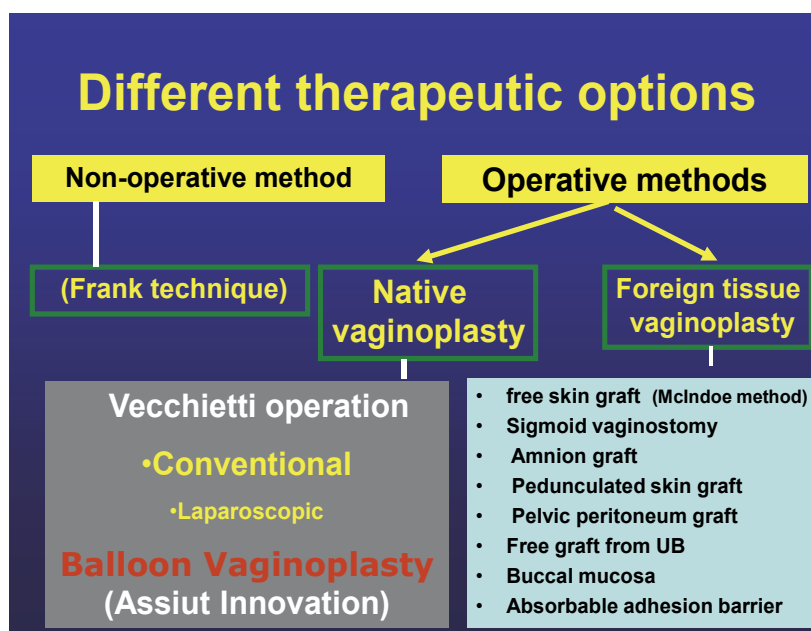 Different therapeutic options
Non-operative method
Operative methods
(Frank technique)
Native
vaginoplasty
Foreign tissue
vaginoplasty
Vecchietti operation
•Conventional
•Laparoscopic
Balloon Vaginoplasty
(Assiut Innovation)
• free skin graft (McIndoe method)
• Sigmoid vaginostomy
• Amnion graft
• Pedunculated skin graft
• Pelvic peritoneum graft
• Free graft from UB
• Buccal mucosa
• Absorbable adhesion barrier